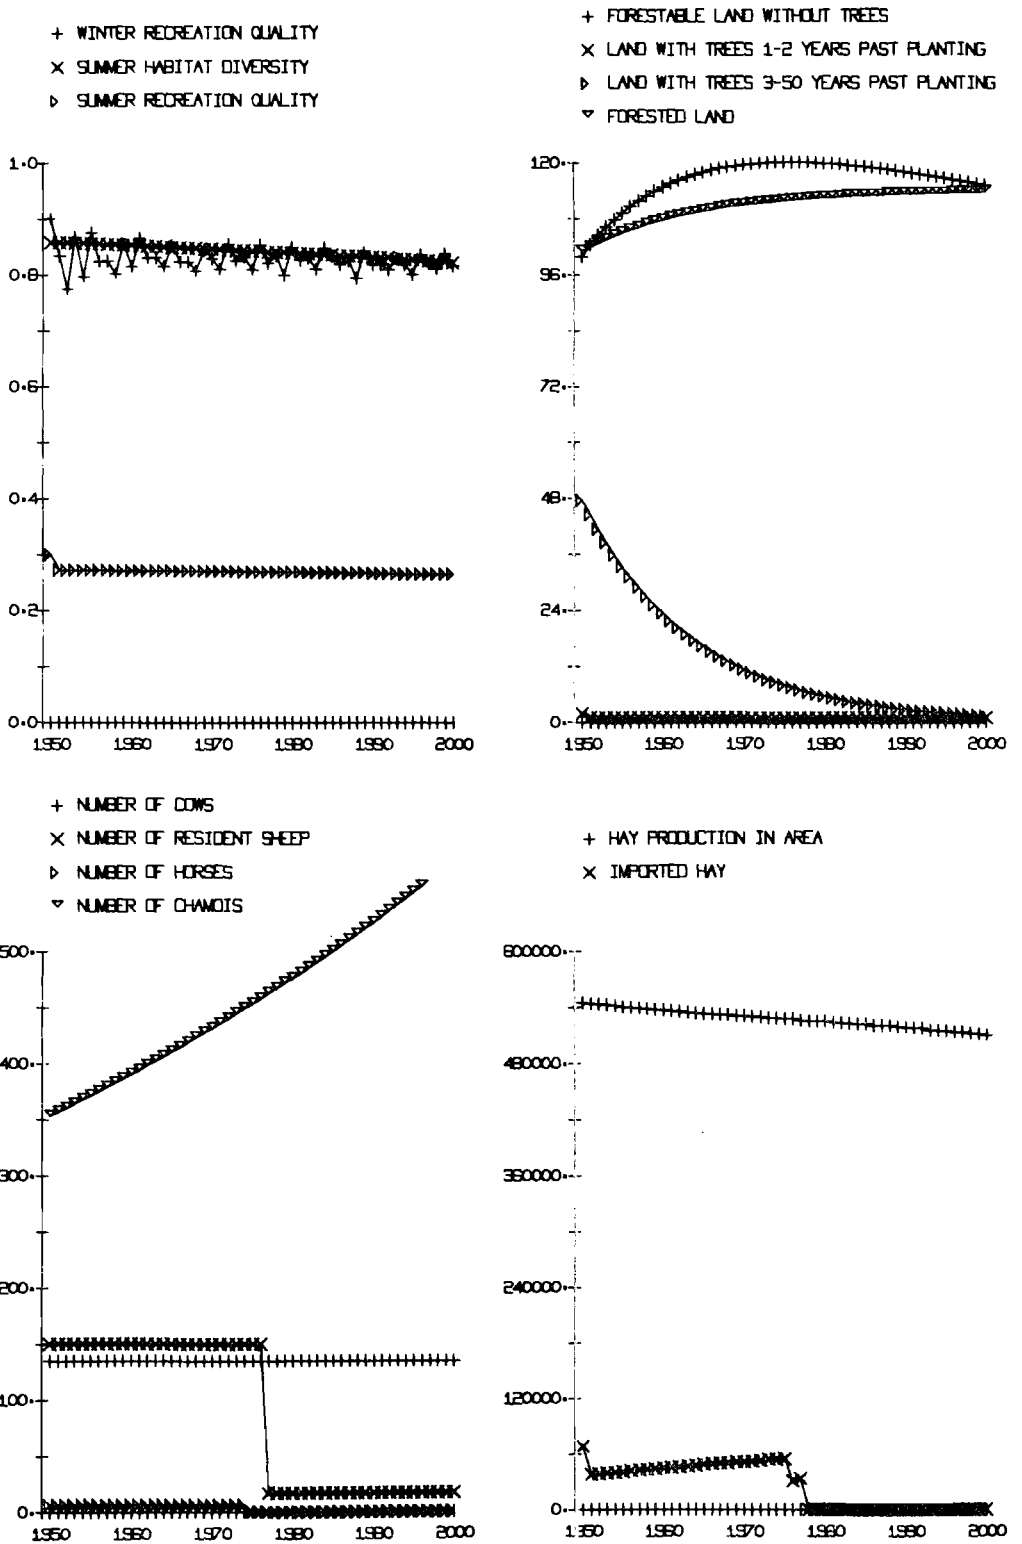 + WINTER RECREATION QUALITY
× SUMMER HABITAT DIVERSITY
▷ SUMMER RECREATION QUALITY
1.0
0.8
0.6
0.4
0.2
0.0
1950 1960 1970 1980 1990 2000
+ FORESTABLE LAND WITHOUT TREES
× LAND WITH TREES 1-2 YEARS PAST PLANTING
▷ LAND WITH TREES 3-50 YEARS PAST PLANTING
▽ FORESTED LAND
120.
96.
72.
48.
24.
0.
1950 1960 1970 1980 1990 2000
+ NUMBER OF COWS
× NUMBER OF RESIDENT SHEEP
▷ NUMBER OF HORSES
▽ NUMBER OF CHAMOIS
500.
400.
300.
200.
100.
0.
1950 1960 1970 1980 1990 2000
+ HAY PRODUCTION IN AREA
× IMPORTED HAY
600000.
480000.
360000.
240000.
120000.
0.
1950 1960 1970 1980 1990 2000